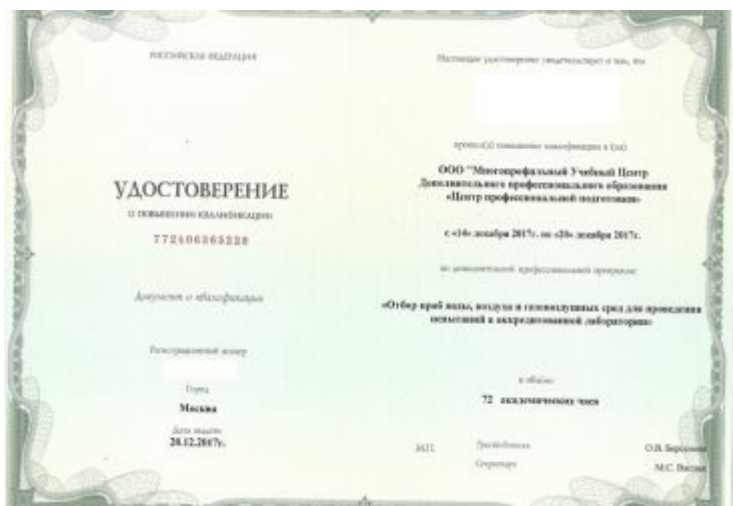 РОССИЙСКАЯ ФЕДЕРАЦИЯ
УДОСТОВЕРЕНИЕ
о повышении квалификации
772406365228
Документ о квалификации
Регистрационный номер
Город
Москва
Дата выдачи
20.12.2017г.
Настоящее удостоверение свидетельствует о том, что
прошел(а) повышение квалификации в (на)
ООО "Многопрофильный Учебный Центр
Дополнительного профессионального образования
«Центр профессиональной подготовки»
с «14» декабря 2017г. по «20» декабря 2017г.
по дополнительной профессиональной программе
«Отбор проб воды, воздуха и газовоздушных сред для проведения
испытаний в аккредитованной лаборатории»
в объёме
72 академических часа
М.П.
Секретарь
О.В.
М.С.